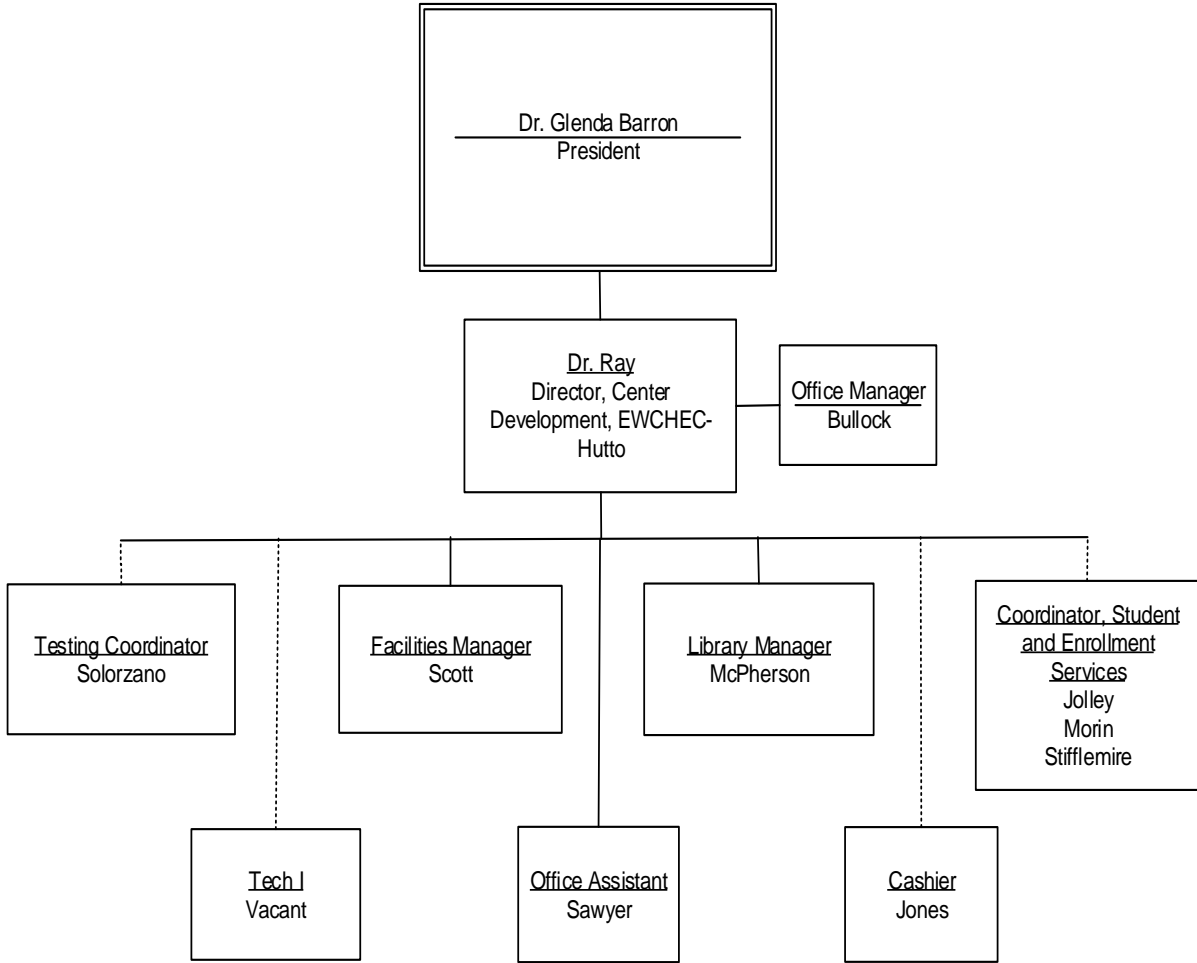 Dr. Glenda Barron
President
Dr. Ray
Director, Center
Development, EWCHEC-
Hutto
Office Manager
Bullock
Testing Coordinator
Solorzano
Facilities Manager
Scott
Library Manager
McPherson
Coordinator, Student
and Enrollment
Services
Jolley
Morin
Stifflemire
Tech I
Vacant
Office Assistant
Sawyer
Cashier
Jones